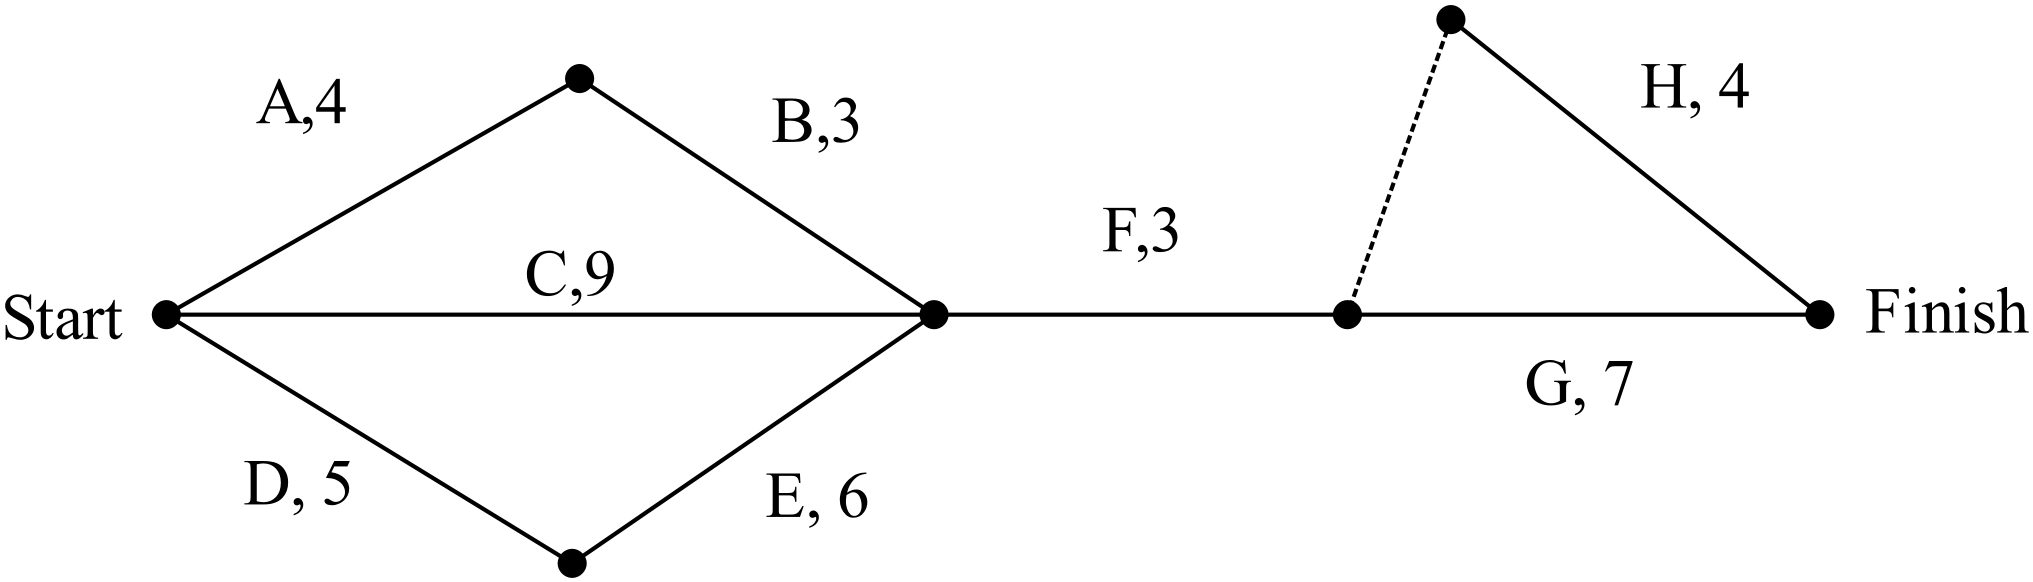 A,4
B,3
H, 4
F,3
C,9
Start
Finish
G, 7
D, 5
E, 6